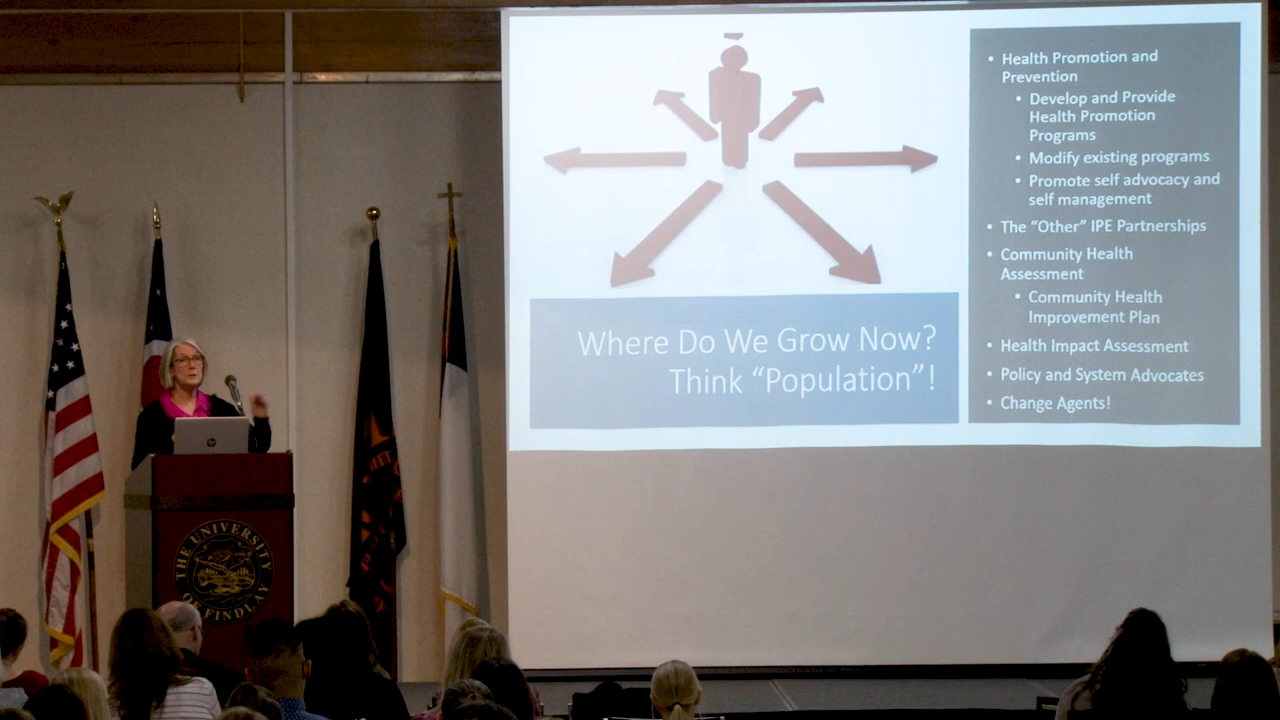 Where Do We Grow Now?
Think “Population”!
• Health Promotion and
Prevention
• Develop and Provide
Health Promotion
Programs
• Modify existing programs
• Promote self advocacy and
self management
• The “Other” IPE Partnerships
• Community Health
Assessment
• Community Health
Improvement Plan
• Health Impact Assessment
• Policy and System Advocates
• Change Agents!
hp
THE UNIVERSITY
OF FINDLAY